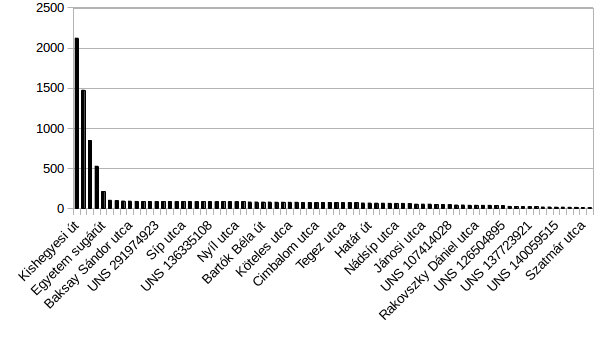 2500
2000
1500
1000
500
0
Kishegyesi út
Egyetem sugárút
Baksay Sándor utca
UNS 291974923
Síp utca
UNS 136335108
Nyíl utca
Bartók Béla út
Köteles utca
Cimbalom utca
Tegez utca
Határ út
Nádsíp utca
Jánosi utca
UNS 107414028
Rakovszky Dániel utca
UNS 126504895
UNS 137723921
UNS 140059515
Szatmár utca